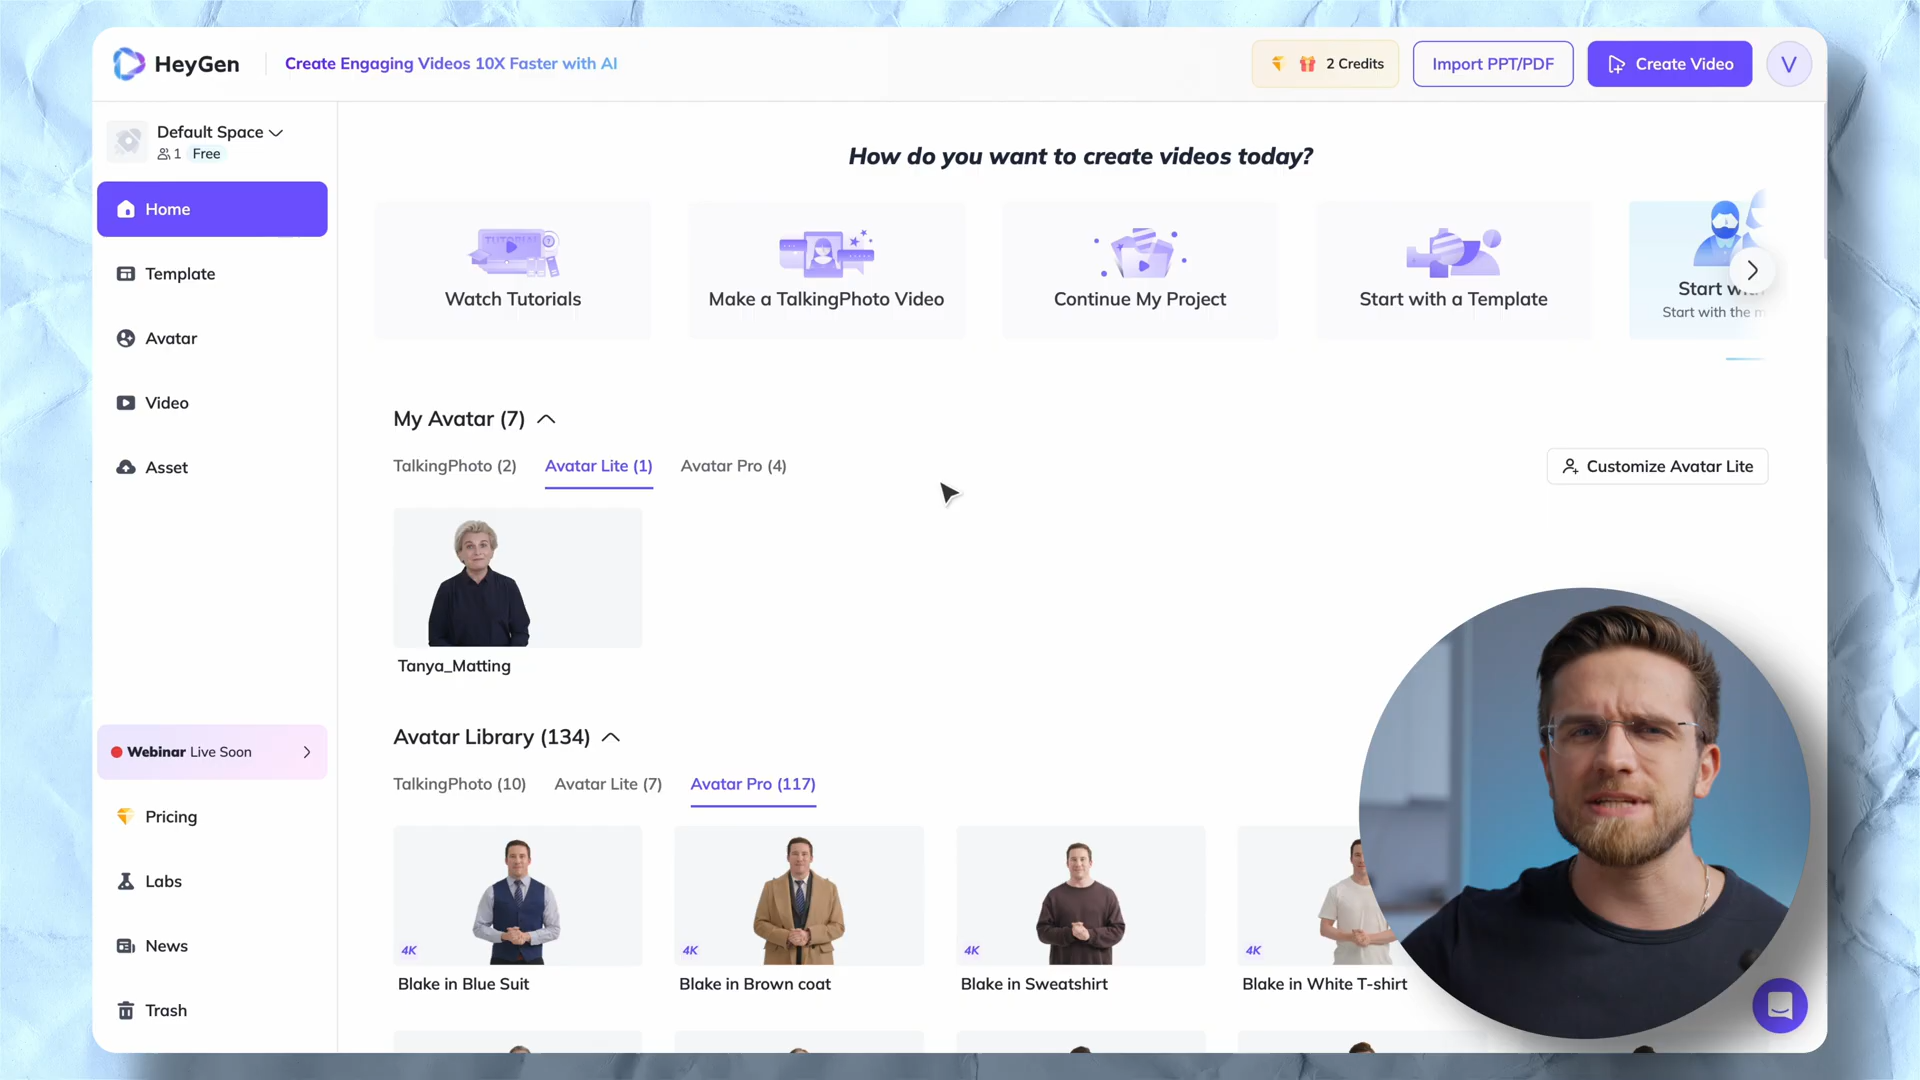 HeyGen
Create Engaging Videos 10X Faster with AI
2 Credits
Import PPT/PDF
Create Video
V
Default Space
1 Free
Home
Template
Avatar
Video
Asset
Webinar Live Soon
Pricing
Labs
News
Trash
How do you want to create videos today?
TUTORIAL
Watch Tutorials
Make a TalkingPhoto Video
Continue My Project
Start with a Template
Start
Start with the
My Avatar (7)
TalkingPhoto (2)
Avatar Lite (1)
Avatar Pro (4)
Customize Avatar Lite
Tanya_Matting
Avatar Library (134)
TalkingPhoto (10)
Avatar Lite (7)
Avatar Pro (117)
4K
4K
4K
4K
Blake in Blue Suit
Blake in Brown coat
Blake in Sweatshirt
Blake in White T-shirt